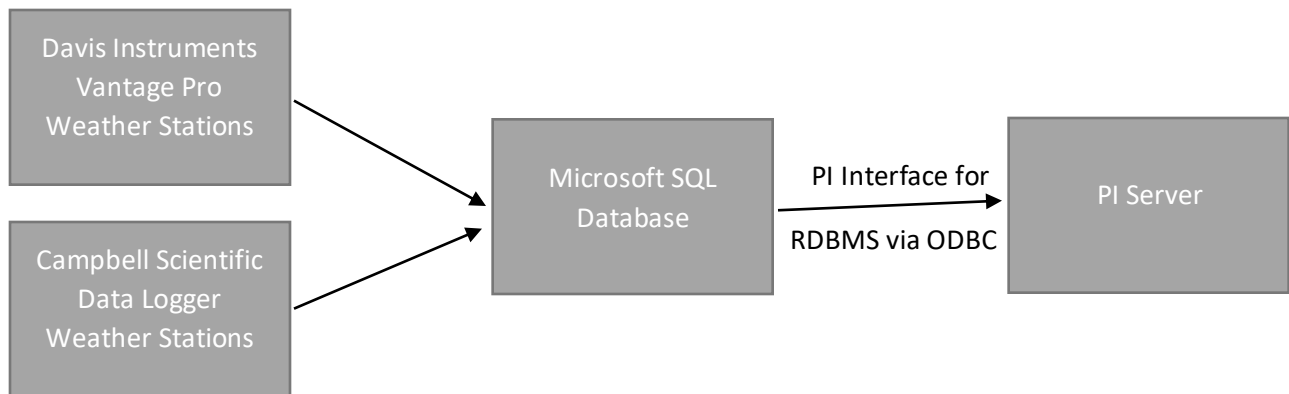 Davis Instruments
Vantage Pro
Weather Stations
Campbell Scientific
Data Logger
Weather Stations
Microsoft SQL
Database
PI Interface for
RDBMS via ODBC
PI Server